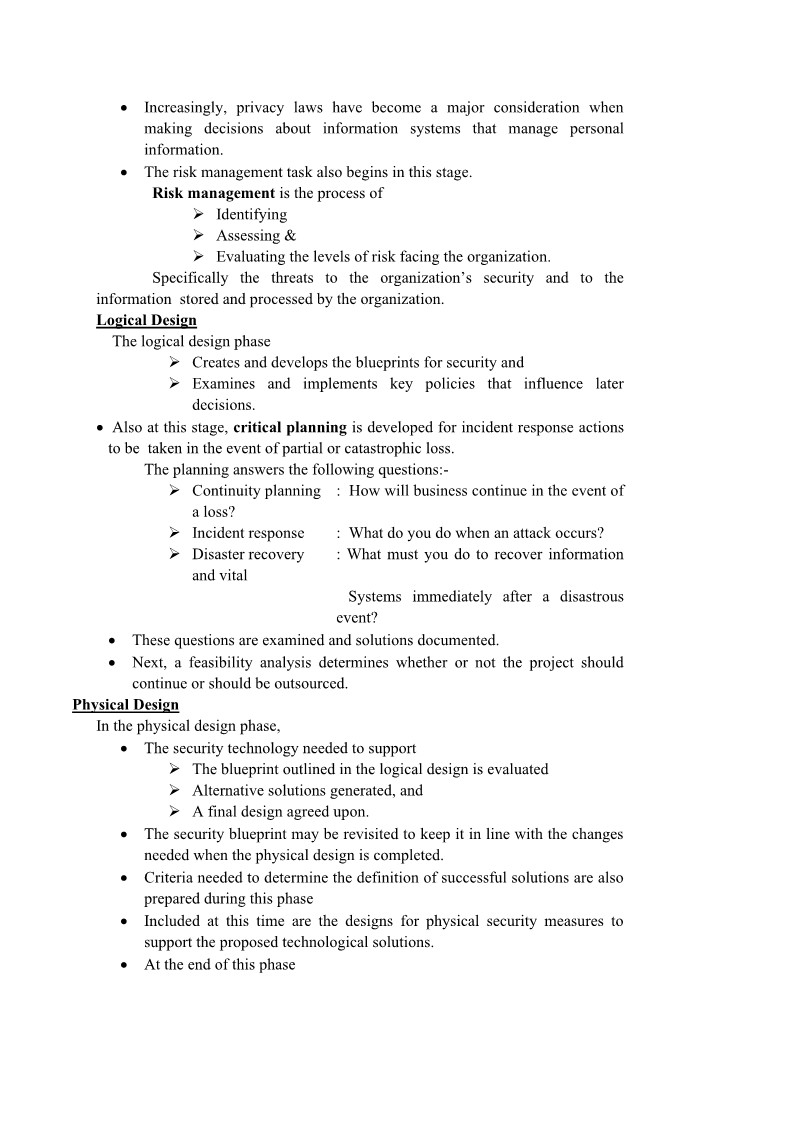 • Increasingly, privacy laws have become a major consideration when
making decisions about information systems that manage personal
information.
• The risk management task also begins in this stage.
Risk management is the process of
➢ Identifying
➢ Assessing &
➢ Evaluating the levels of risk facing the organization.
Specifically the threats to the organization’s security and to the
information stored and processed by the organization.
Logical Design
The logical design phase
➢ Creates and develops the blueprints for security and
➢ Examines and implements key policies that influence later
decisions.
• Also at this stage, critical planning is developed for incident response actions
to be taken in the event of partial or catastrophic loss.
The planning answers the following questions:-
➢ Continuity planning : How will business continue in the event of
a loss?
➢ Incident response : What do you do when an attack occurs?
➢ Disaster recovery : What must you do to recover information
and vital
Systems immediately after a disastrous
event?
• These questions are examined and solutions documented.
• Next, a feasibility analysis determines whether or not the project should
continue or should be outsourced.
Physical Design
In the physical design phase,
• The security technology needed to support
➢ The blueprint outlined in the logical design is evaluated
➢ Alternative solutions generated, and
➢ A final design agreed upon.
• The security blueprint may be revisited to keep it in line with the changes
needed when the physical design is completed.
• Criteria needed to determine the definition of successful solutions are also
prepared during this phase
• Included at this time are the designs for physical security measures to
support the proposed technological solutions.
• At the end of this phase